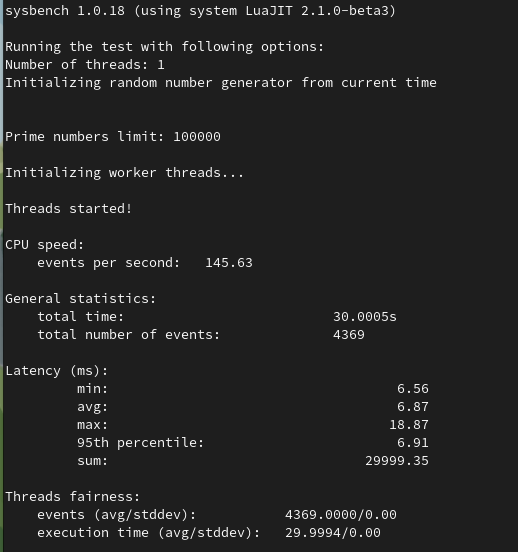 sysbench 1.0.18 (using system LuaJIT 2.1.0-beta3)
Running the test with following options:
Number of threads: 1
Initializing random number generator from current time
Prime numbers limit: 100000
Initializing worker threads...
Threads started!
CPU speed:
events per second: 145.63
General statistics:
total time: 30.0005s
total number of events: 4369
Latency (ms):
min: 6.56
avg: 6.87
max: 18.87
95th percentile: 6.91
sum: 29999.35
Threads fairness:
events (avg/stddev): 4369.0000/0.00
execution time (avg/stddev): 29.9994/0.00